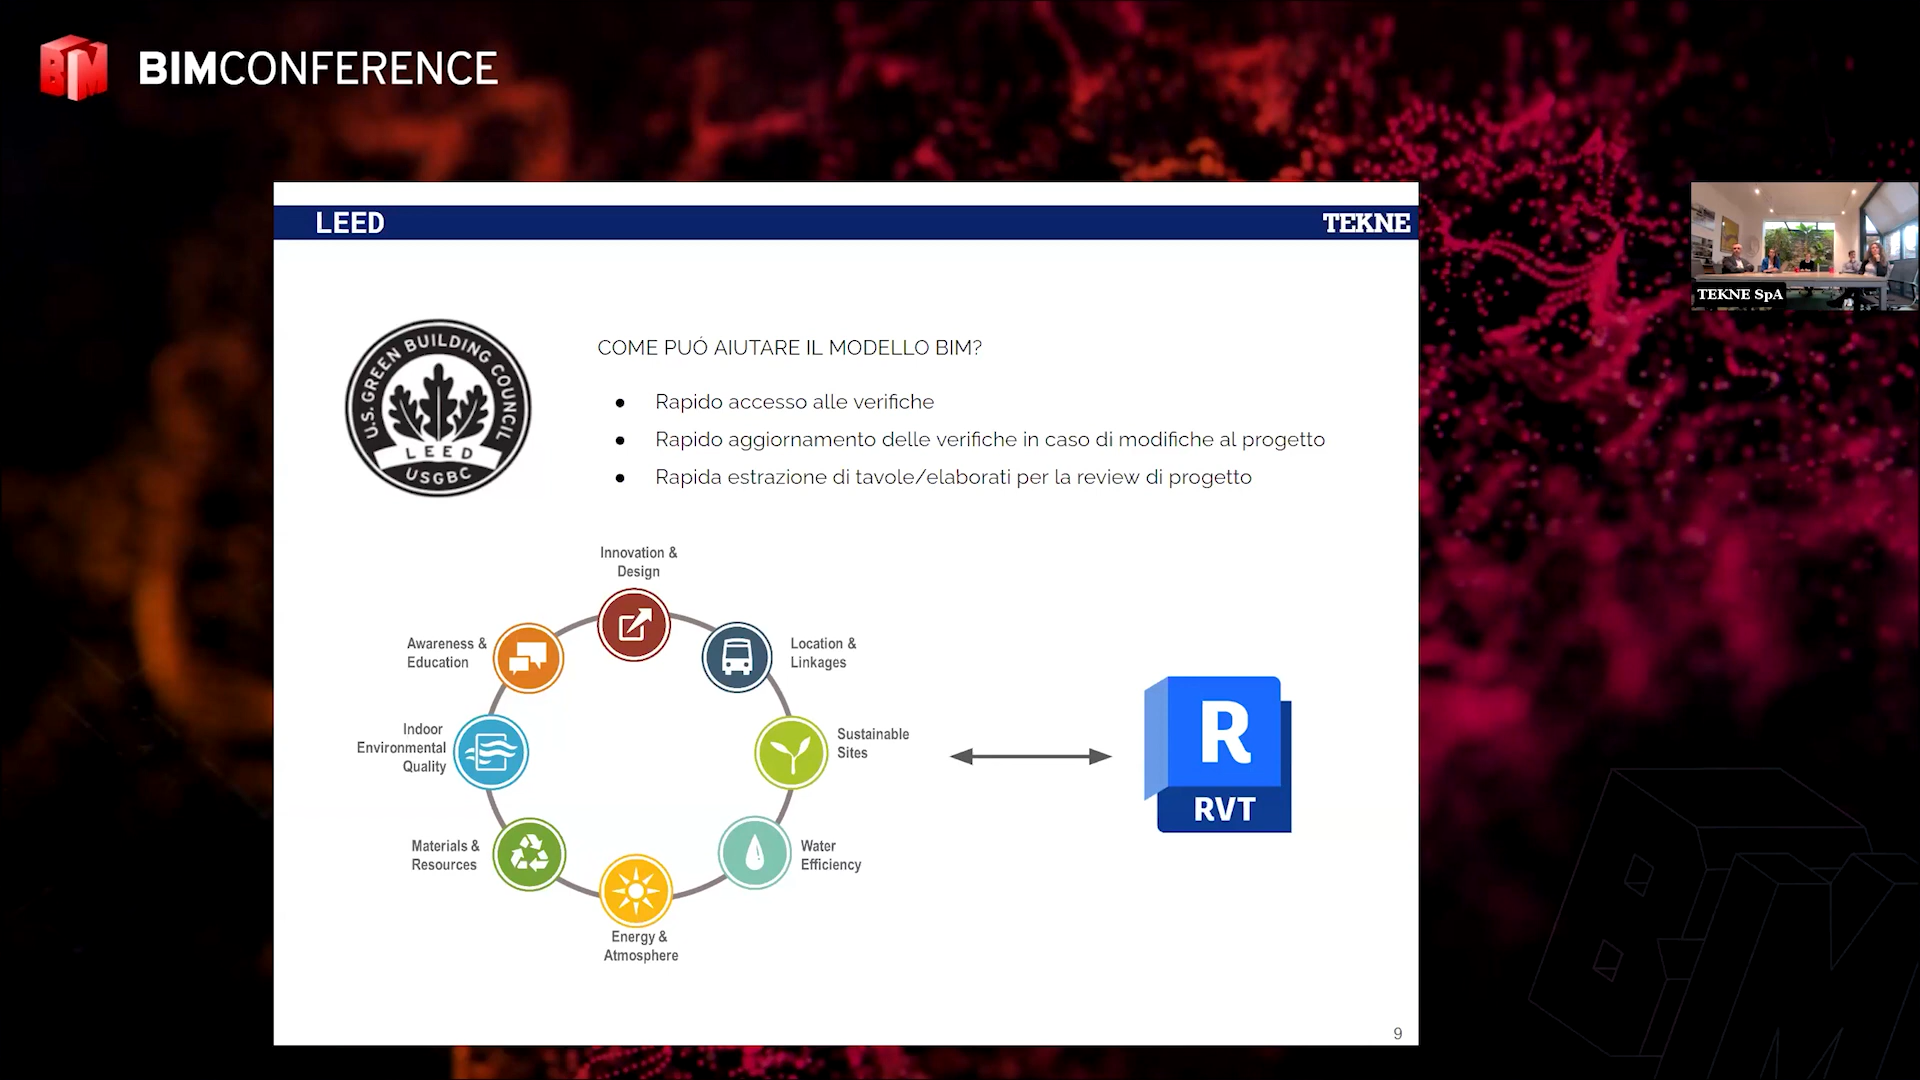 BIMCONFERENCE
LEED
TEKNE
TEKNE SpA
U.S. GREEN BUILDING COUNCIL
LEED
USGBC
COME PUÓ AIUTARE IL MODELLO BIM?
● Rapido accesso alle verifiche
● Rapido aggiornamento delle verifiche in caso di modifiche al progetto
● Rapida estrazione di tavole/elaborati per la review di progetto
Innovation &
Design
Location &
Linkages
Sustainable
Sites
Water
Efficiency
Energy &
Atmosphere
Materials &
Resources
Indoor
Environmental
Quality
Awareness &
Education
R
RVT
9
BIM
BIM